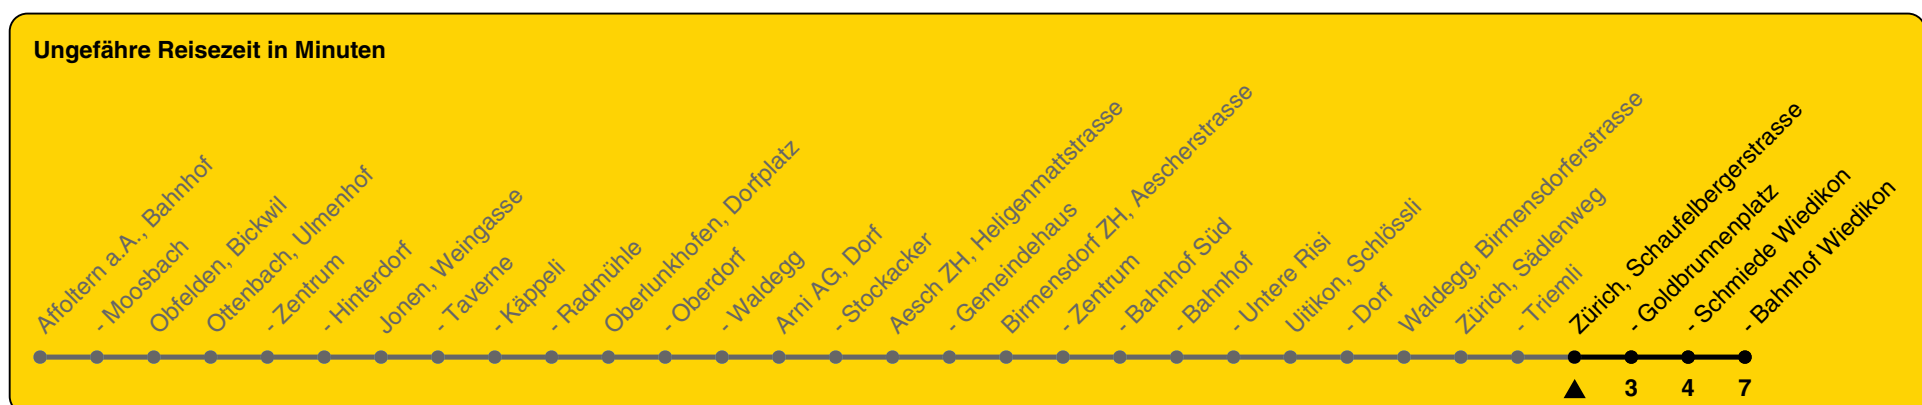 Ungefähre Reisezeit in Minuten
Affoltern a.A., Bahnhof
- Moosbach
Obfelden, Bickwil
Ottenbach, Ulmenhof
- Zentrum
- Hinterdorf
Jonen, Weingasse
- Taverne
- Käppeli
- Radmühle
Oberlunkhofen, Dorfplatz
- Oberdorf
- Waldegg
Arni AG, Dorf
- Stockacker
Aesch ZH, Heligenmattstrasse
- Gemeindehaus
Birmensdorf ZH, Aescherstrasse
- Zentrum
- Bahnhof Süd
- Bahnhof
- Untere Risi
Uitikon, Schlössli
- Dorf
Waldegg, Birmensdorferstrasse
Zürich, Sädlenweg
- Triemli
Zürich, Schaufelbergerstrasse
- Goldbrunnenplatz
- Schmiede Wiedikon
- Bahnhof Wiedikon
3 4 7